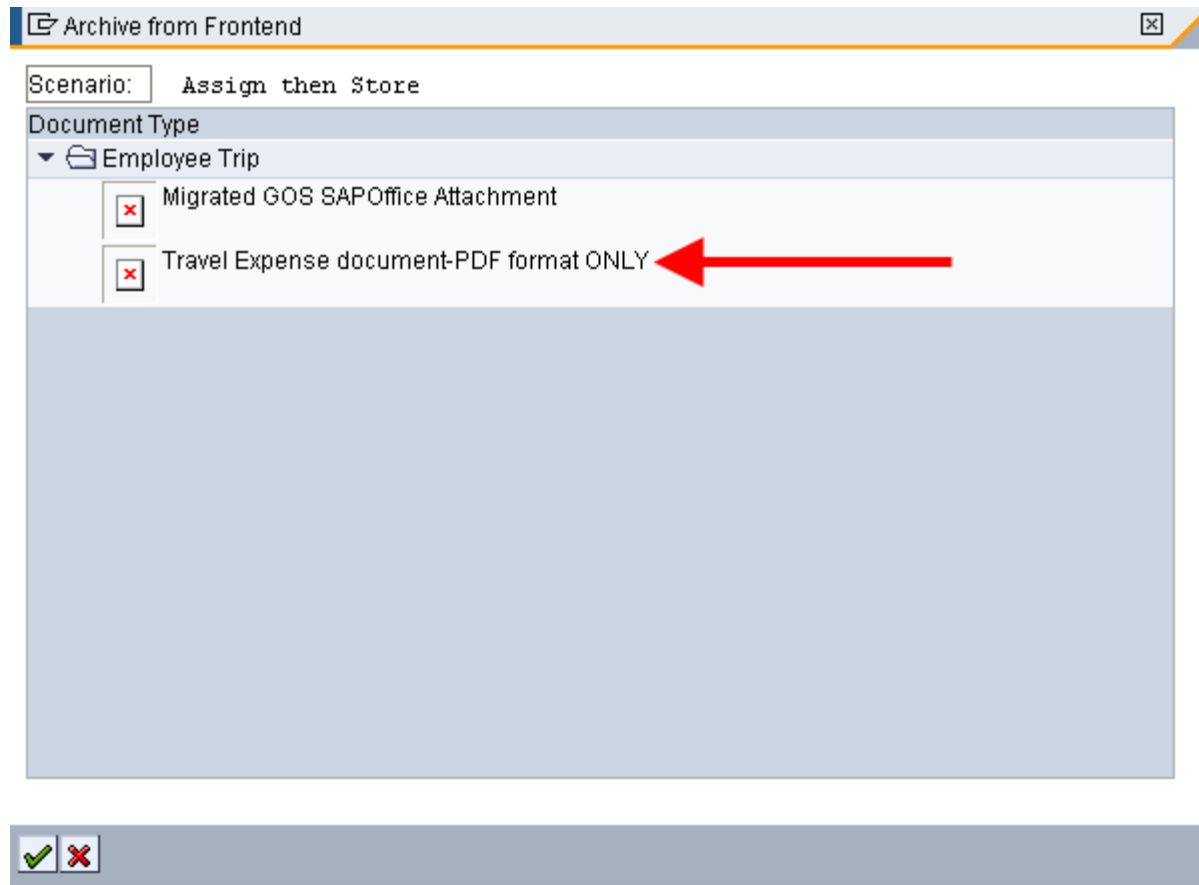 Archive from Frontend
Scenario: Assign then Store
Document Type
Employee Trip
Migrated GOS SAPOffice Attachment
Travel Expense document-PDF format ONLY